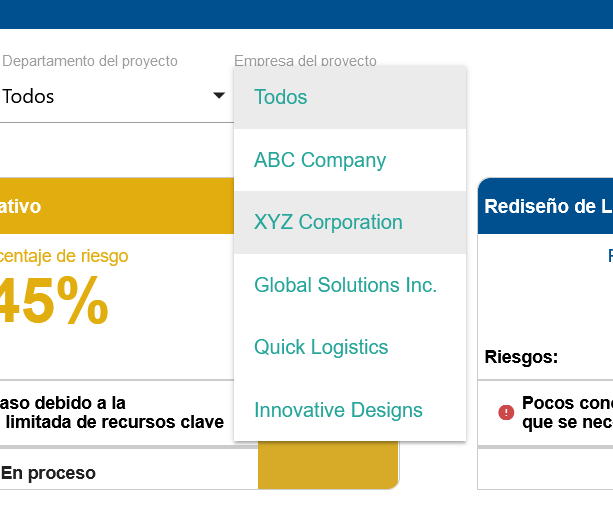 Departamento del proyecto
Empresa del proyecto
Todos
Todos
ABC Company
XYZ Corporation
Global Solutions Inc.
Quick Logistics
Innovative Designs
ativo
centaje de riesgo
45%
aso debido a la
limitada de recursos clave
En proceso
Rediseño de L
Riesgos:
Pocos cono
que se nec